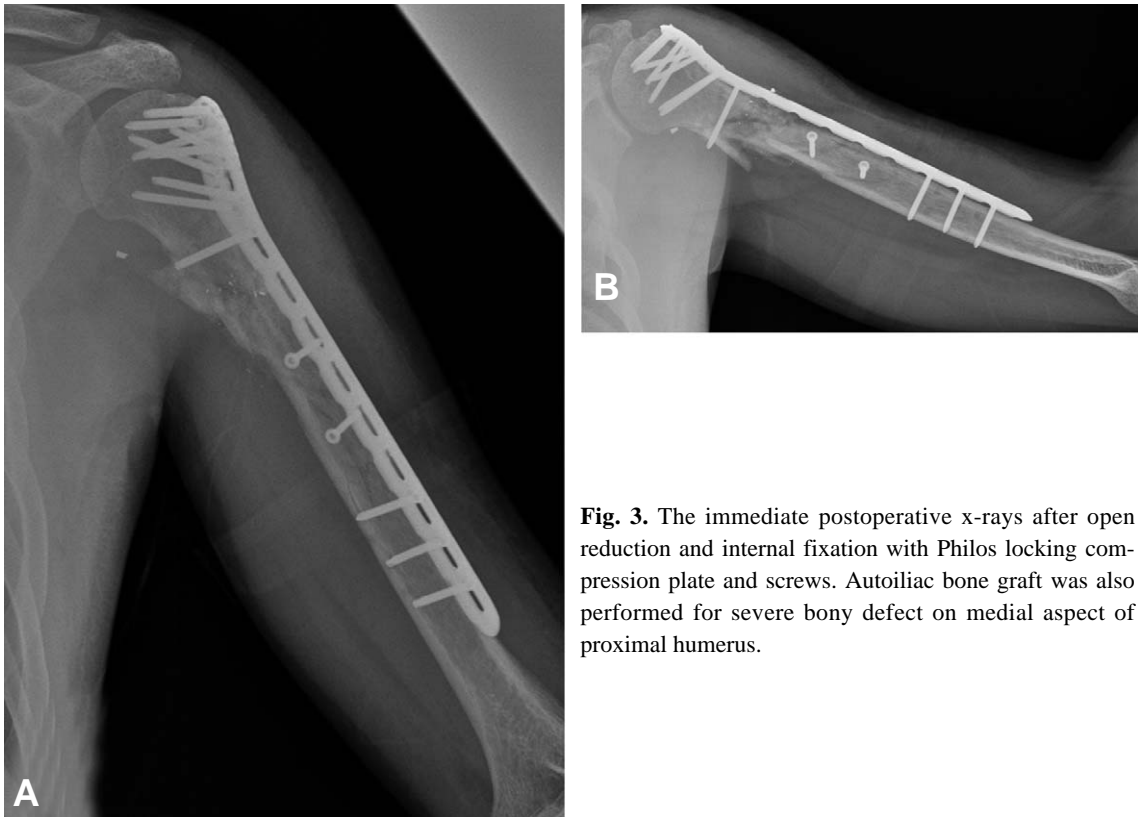 A
B
Fig. 3. The immediate postoperative x-rays after open
reduction and internal fixation with Philos locking com-
pression plate and screws. Autoiliac bone graft was also
performed for severe bony defect on medial aspect of
proximal humerus.